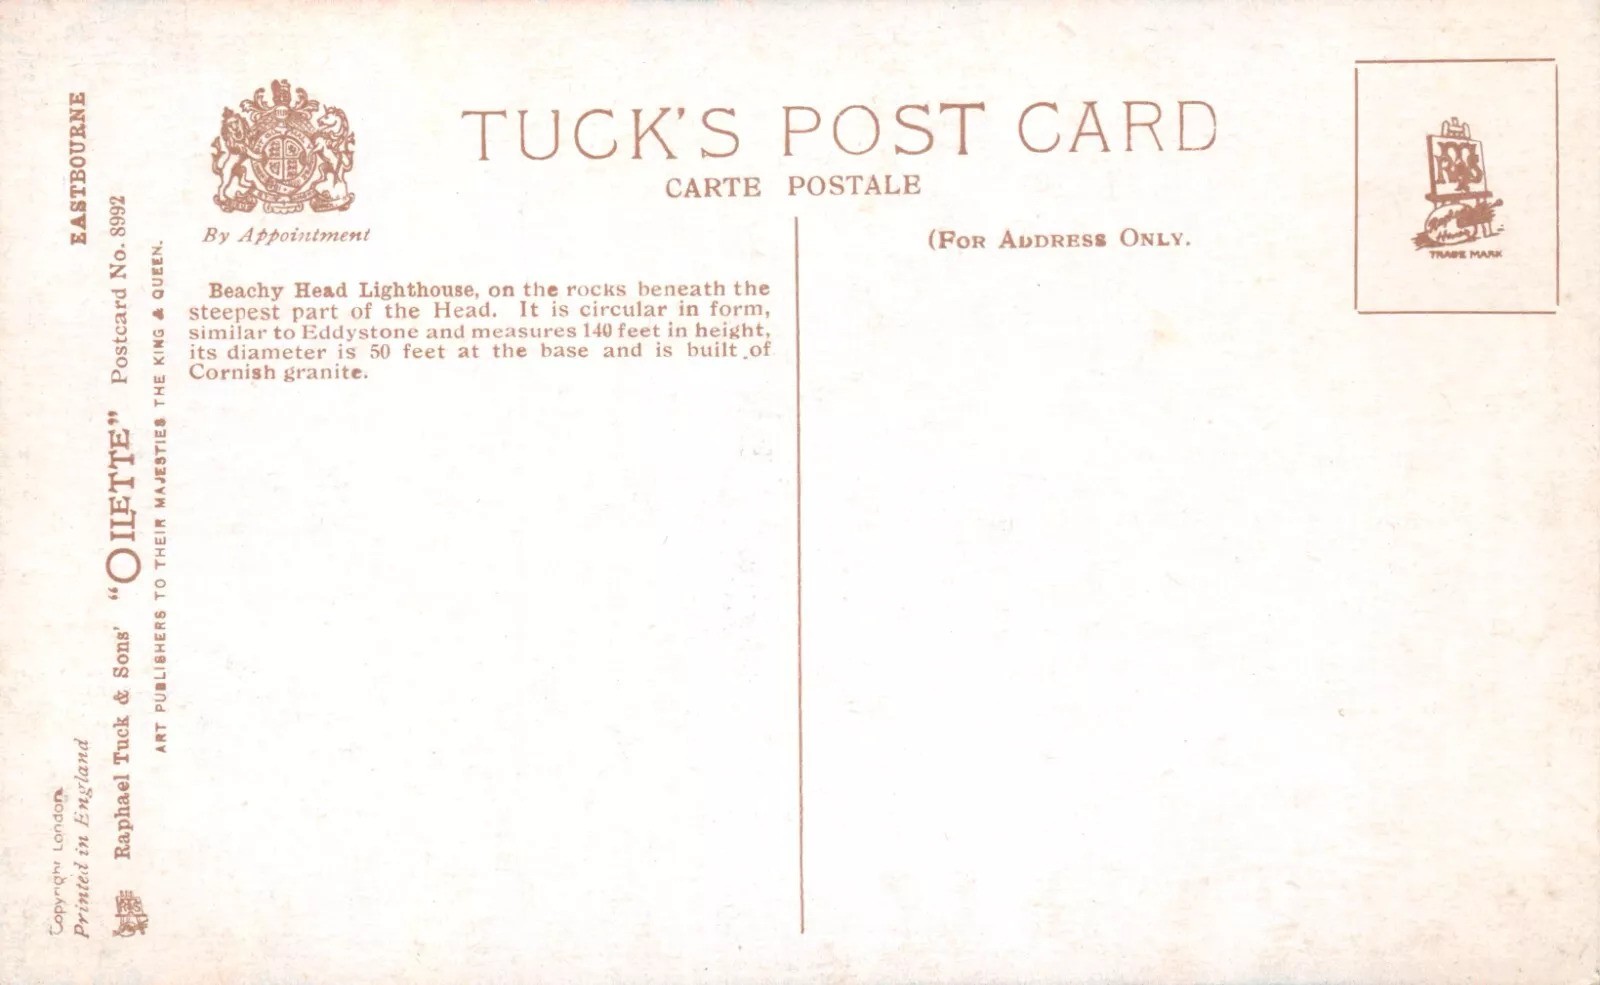 TUCK'S POST CARD
CARTE POSTALE
By Appointment
(FOR ADDRESS ONLY.
TRADE MARK
Beachy Head Lighthouse, on the rocks beneath the
steepest part of the Head. It is circular in form,
similar to Eddystone and measures 140 feet in height,
its diameter is 50 feet at the base and is built of
Cornish granite.
EASTBOURNE
Raphael Tuck & Sons' "OILETTE" Postcard No. 8992
ART PUBLISHERS TO THEIR MAJESTIES THE KING & QUEEN.
Copyright London
Printed in England